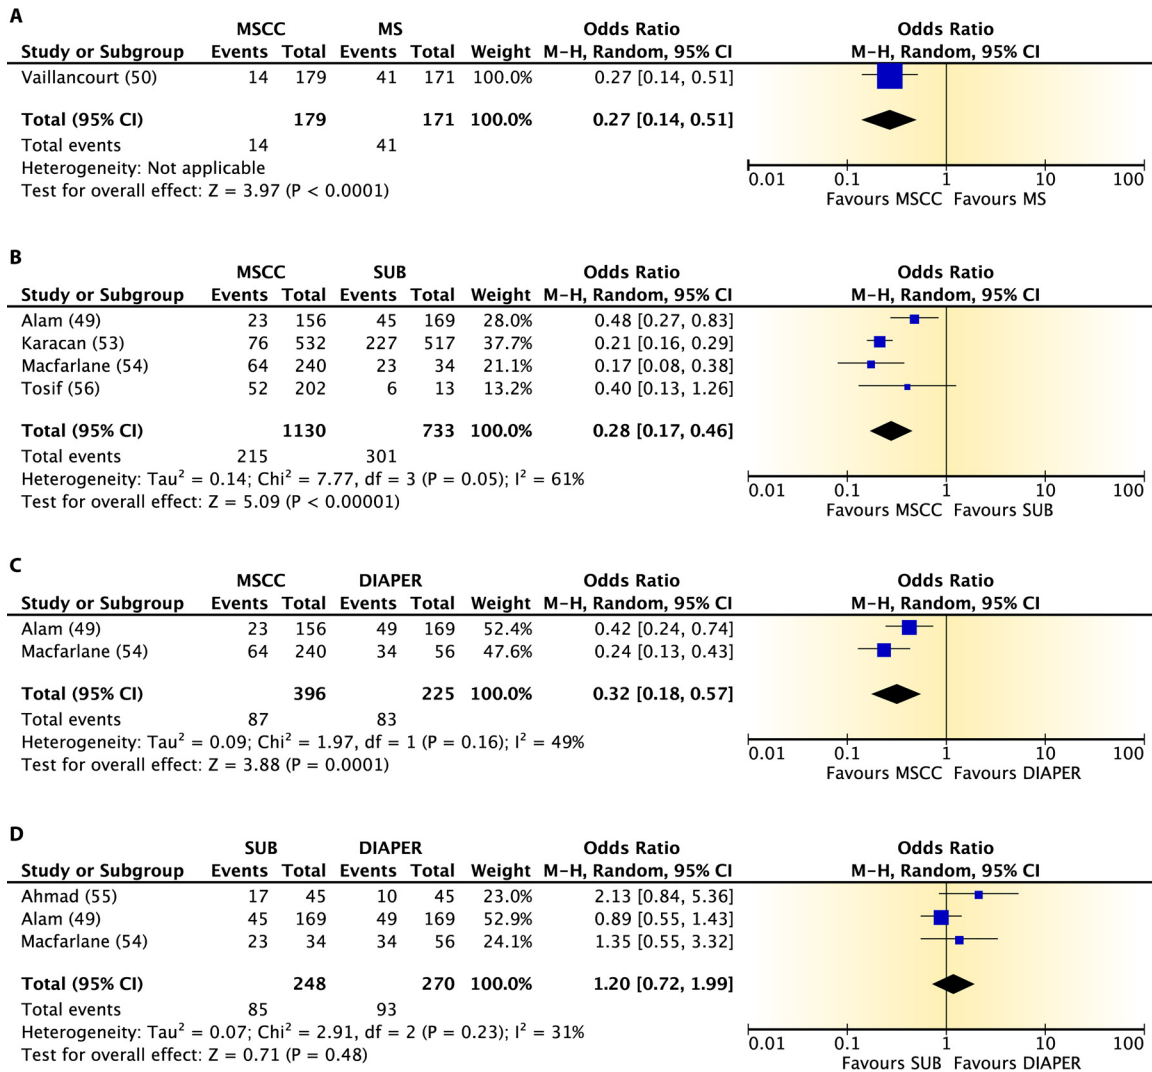 A
MSCC MS Odds Ratio Odds Ratio
Study or Subgroup Events Total Events Total Weight M-H, Random, 95% CI M-H, Random, 95% CI
Vaillancourt (50) 14 179 41 171 100.0% 0.27 [0.14, 0.51]
Total (95% CI) 179 171 100.0% 0.27 [0.14, 0.51]
Total events 14 41
Heterogeneity: Not applicable
Test for overall effect: Z = 3.97 (P < 0.0001)
0.01 0.1 1 10 100
Favours MSCC Favours MS
B
MSCC SUB Odds Ratio Odds Ratio
Study or Subgroup Events Total Events Total Weight M-H, Random, 95% CI M-H, Random, 95% CI
Alam (49) 23 156 45 169 28.0% 0.48 [0.27, 0.83]
Karacan (53) 76 532 227 517 37.7% 0.21 [0.16, 0.29]
Macfarlane (54) 64 240 23 34 21.1% 0.17 [0.08, 0.38]
Tosif (56) 52 202 6 13 13.2% 0.40 [0.13, 1.26]
Total (95% CI) 1130 733 100.0% 0.28 [0.17, 0.46]
Total events 215 301
Heterogeneity: Tau² = 0.14; Chi² = 7.77, df = 3 (P = 0.05); I² = 61%
Test for overall effect: Z = 5.09 (P < 0.00001)
0.01 0.1 1 10 100
Favours MSCC Favours SUB
C
MSCC DIAPER Odds Ratio Odds Ratio
Study or Subgroup Events Total Events Total Weight M-H, Random, 95% CI M-H, Random, 95% CI
Alam (49) 23 156 49 169 52.4% 0.42 [0.24, 0.74]
Macfarlane (54) 64 240 34 56 47.6% 0.24 [0.13, 0.43]
Total (95% CI) 396 225 100.0% 0.32 [0.18, 0.57]
Total events 87 83
Heterogeneity: Tau² = 0.09; Chi² = 1.97, df = 1 (P = 0.16); I² = 49%
Test for overall effect: Z = 3.88 (P = 0.0001)
0.01 0.1 1 10 100
Favours MSCC Favours DIAPER
D
SUB DIAPER Odds Ratio Odds Ratio
Study or Subgroup Events Total Events Total Weight M-H, Random, 95% CI M-H, Random, 95% CI
Ahmad (55) 17 45 10 45 23.0% 2.13 [0.84, 5.36]
Alam (49) 45 169 49 169 52.9% 0.89 [0.55, 1.43]
Macfarlane (54) 23 34 34 56 24.1% 1.35 [0.55, 3.32]
Total (95% CI) 248 270 100.0% 1.20 [0.72, 1.99]
Total events 85 93
Heterogeneity: Tau² = 0.07; Chi² = 2.91, df = 2 (P = 0.23); I² = 31%
Test for overall effect: Z = 0.71 (P = 0.48)
0.01 0.1 1 10 100
Favours SUB Favours DIAPER